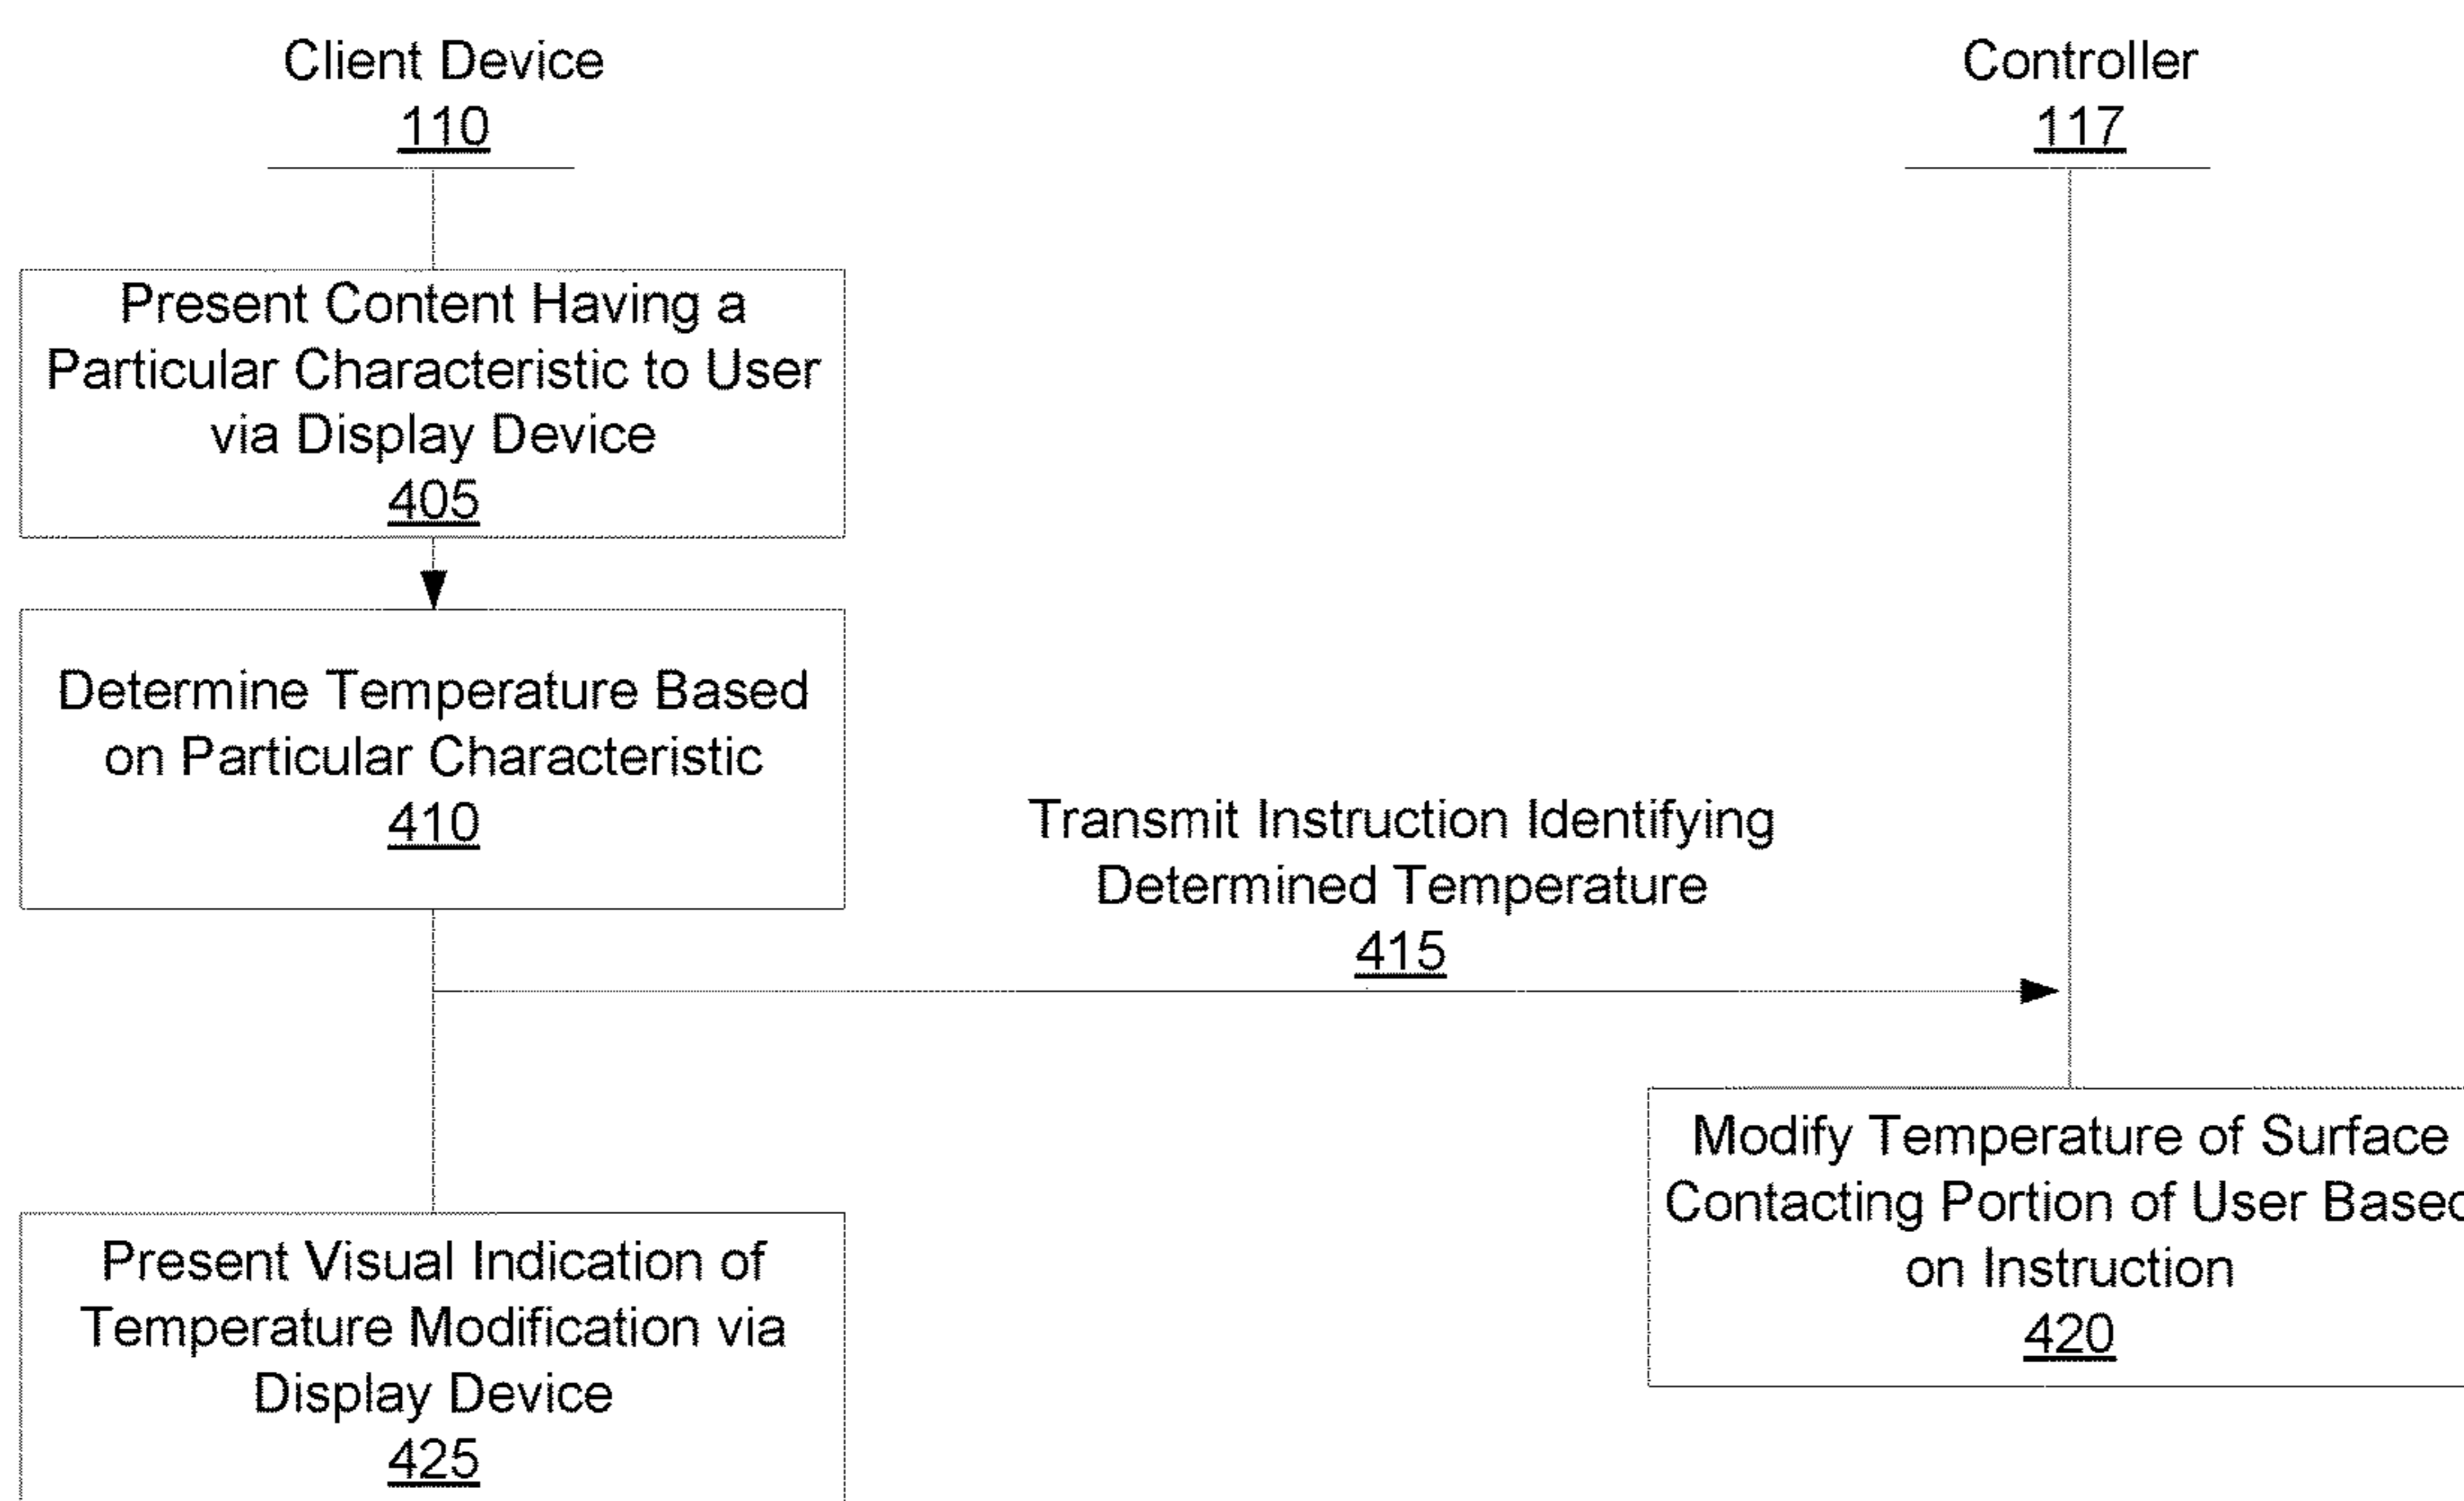 Client Device
110
Controller
117
Present Content Having a
Particular Characteristic to User
via Display Device
405
Determine Temperature Based
on Particular Characteristic
410
Transmit Instruction Identifying
Determined Temperature
415
Modify Temperature of Surface
Contacting Portion of User Based
on Instruction
420
Present Visual Indication of
Temperature Modification via
Display Device
425